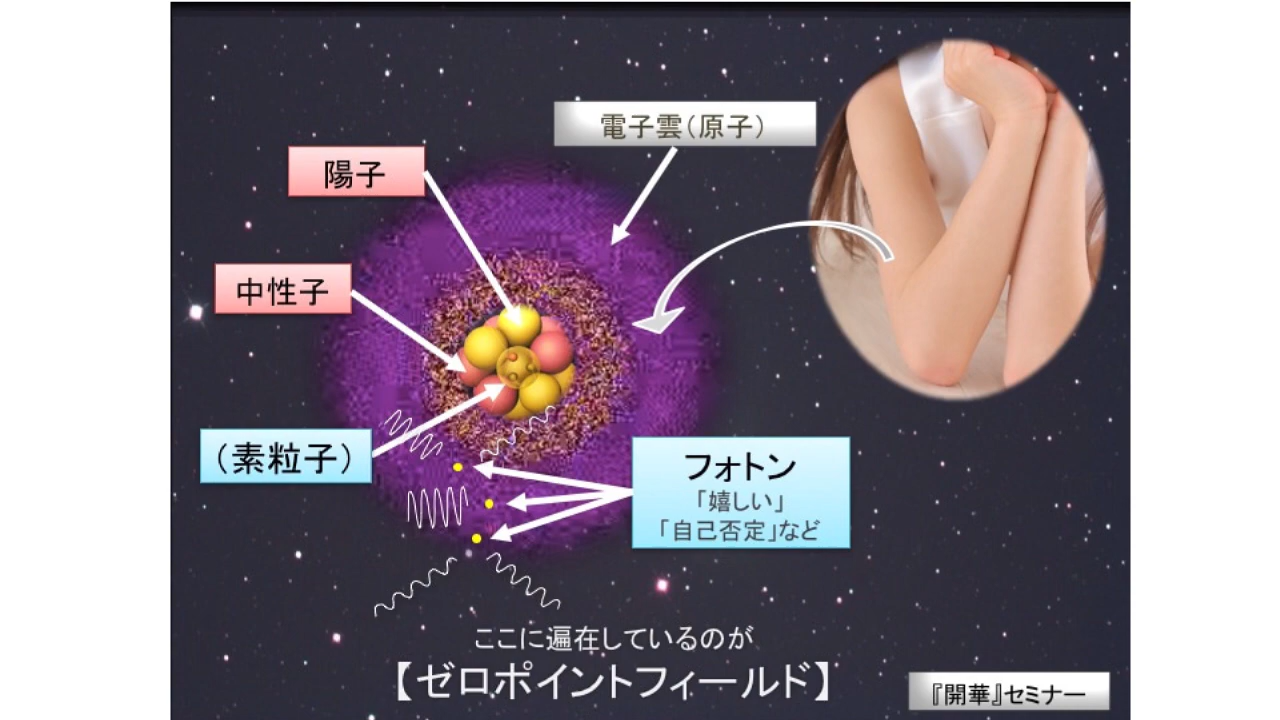 電子雲(原子)
陽子
中性子
(素粒子)
フォトン
「嬉しい」
「自己否定」など
ここに遍在しているのが
【ゼロポイントフィールド】
『開華』セミナー